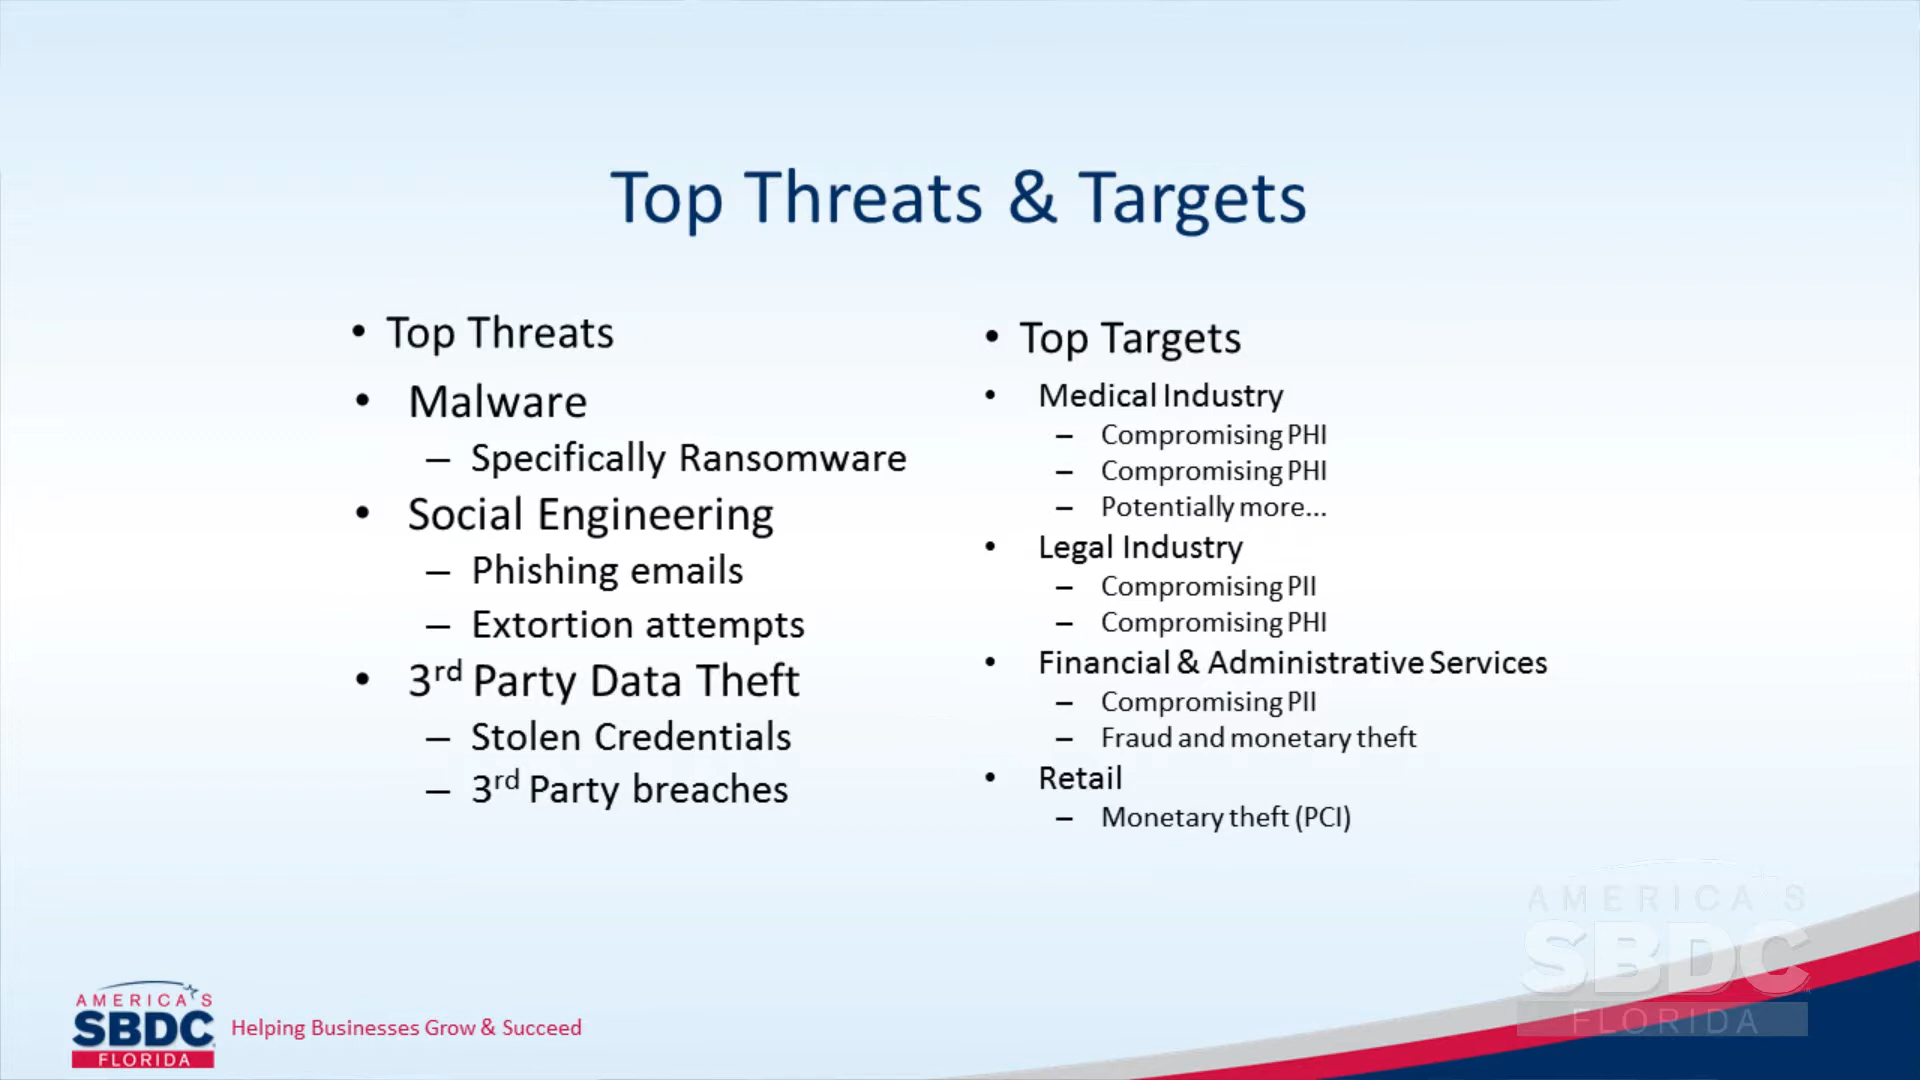 Top Threats & Targets
• Top Threats
• Malware
– Specifically Ransomware
• Social Engineering
– Phishing emails
– Extortion attempts
• 3rd Party Data Theft
– Stolen Credentials
– 3rd Party breaches
• Top Targets
• Medical Industry
– Compromising PHI
– Compromising PHI
– Potentially more...
• Legal Industry
– Compromising PII
– Compromising PHI
• Financial & Administrative Services
– Compromising PII
– Fraud and monetary theft
• Retail
– Monetary theft (PCI)
AMERICA'S
SBDC
FLORIDA
Helping Businesses Grow & Succeed
AMERICA'S
SBDC
FLORIDA